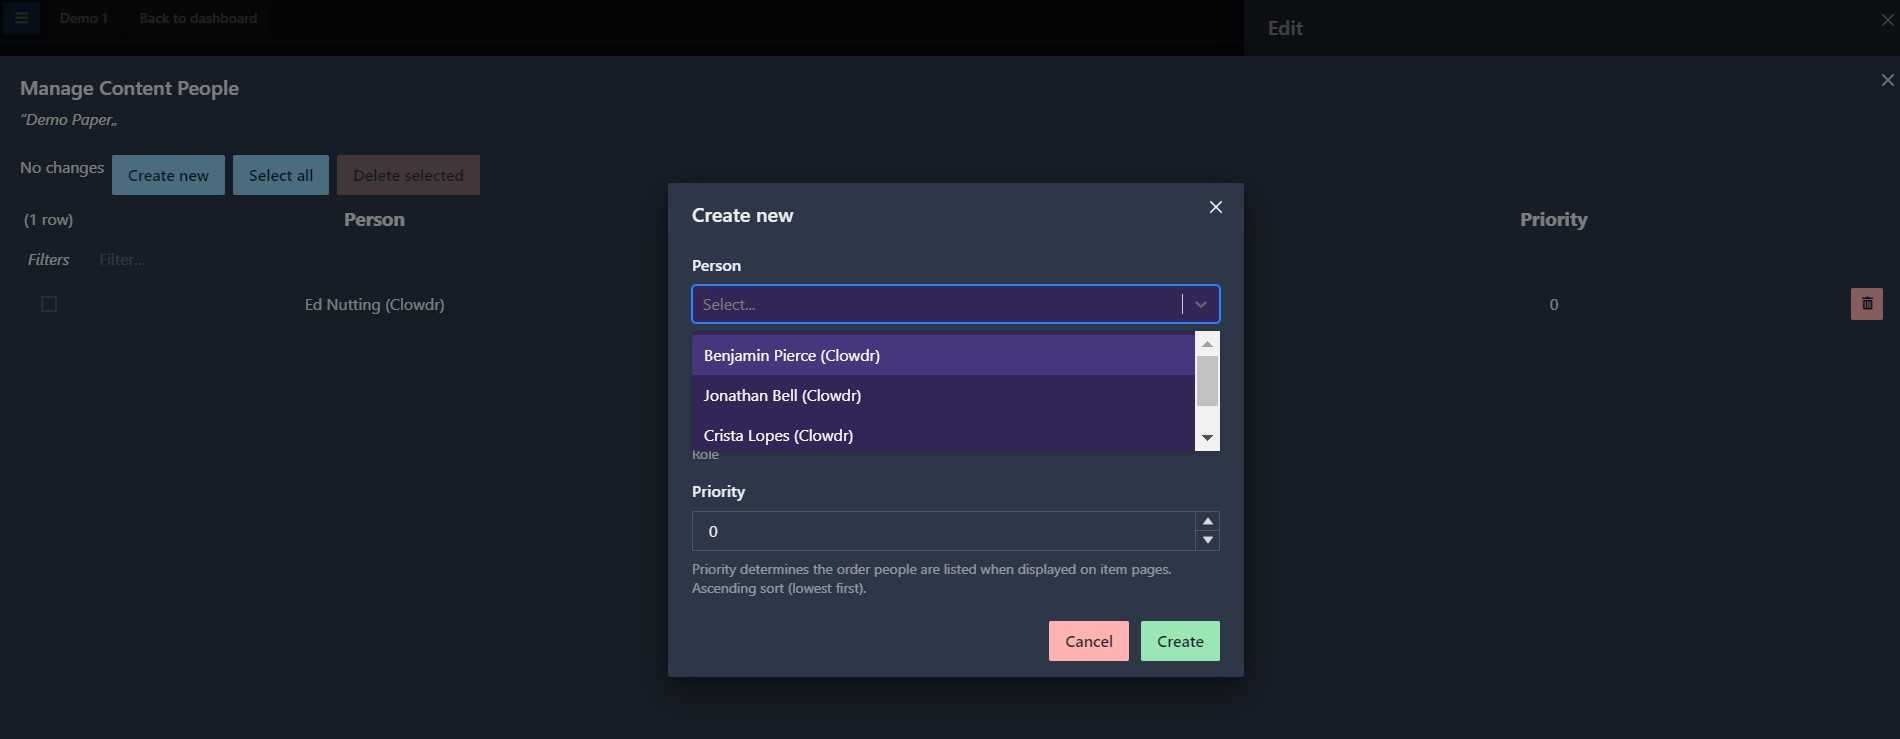 Demo 1 Back to dashboard
Edit
Manage Content People
“Demo Paper„
No changes Create new Select all Delete selected
(1 row) Person Priority
Filters Filter...
Ed Nutting (Clowdr) 0
Create new
Person
Select...
Benjamin Pierce (Clowdr)
Jonathan Bell (Clowdr)
Crista Lopes (Clowdr)
Role
Priority
0
Priority determines the order people are listed when displayed on item pages.
Ascending sort (lowest first).
Cancel Create